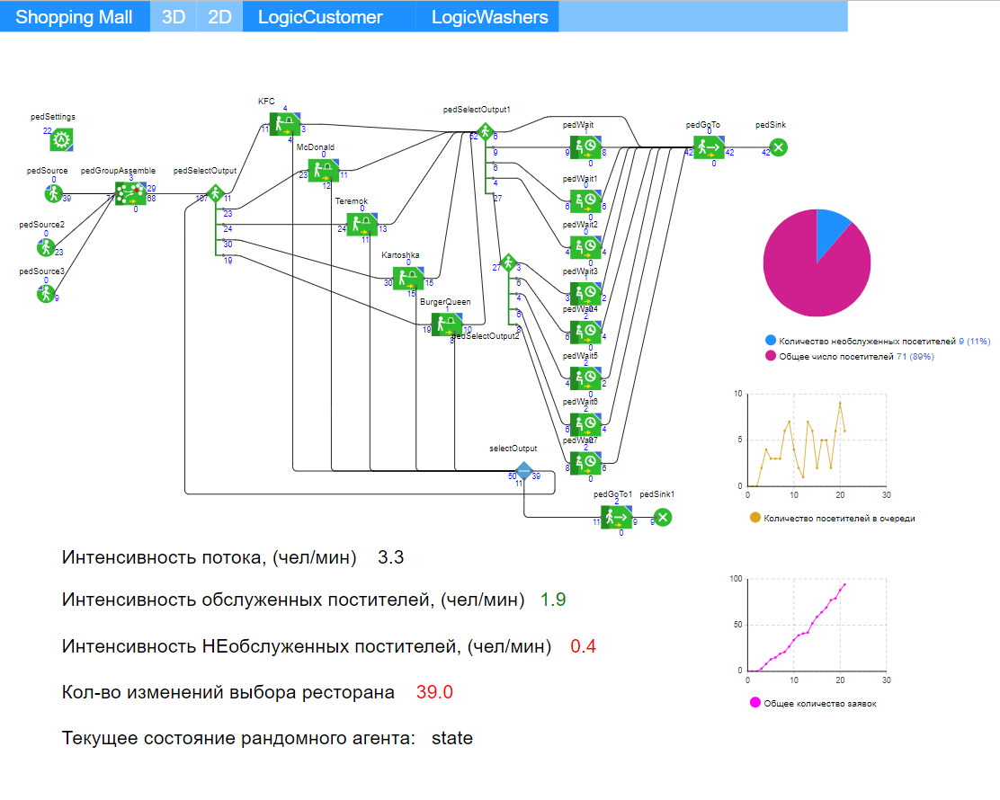 Shopping Mall 3D 2D LogicCustomer LogicWashers
KFC
4
11 3
4
pedSettings
22
pedSelectOutput1
52 6
9
6
4
27
McDonald
0
23 11
12
pedWait
1
9 8
0
pedGoTo
0
42 42
0
pedSink
42
pedSource
0
39
pedGroupAssemble
3
71 29
68
0
pedSelectOutput
107 11
23
24
30
19
Teremok
0
24 13
11
pedWait1
0
6 6
0
pedSource2
0
23
pedWait2
0
4 4
0
Kartoshka
0
30 15
15
27 3
6
4
6
8
pedSelectOutput2
pedSource3
0
9
pedWait3
1
3 2
0
BurgerQueen
1
19 10
8
pedWait4
2
6 4
0
pedWait5
2
4 2
0
pedWait6
2
6 4
0
pedWait7
2
8 6
0
selectOutput
50 39
11
pedGoTo1
2
11 9
0
pedSink1
9
Количество необслуженных посетителей 9 (11%)
Общее число посетителей 71 (89%)
10
5
0
0 10 20 30
Количество посетителей в очереди
100
50
0
0 10 20 30
Общее количество заявок
Интенсивность потока, (чел/мин) 3.3
Интенсивность обслуженных постителей, (чел/мин) 1.9
Интенсивность НЕобслуженных постителей, (чел/мин) 0.4
Кол-во изменений выбора ресторана 39.0
Текущее состояние рандомного агента: state